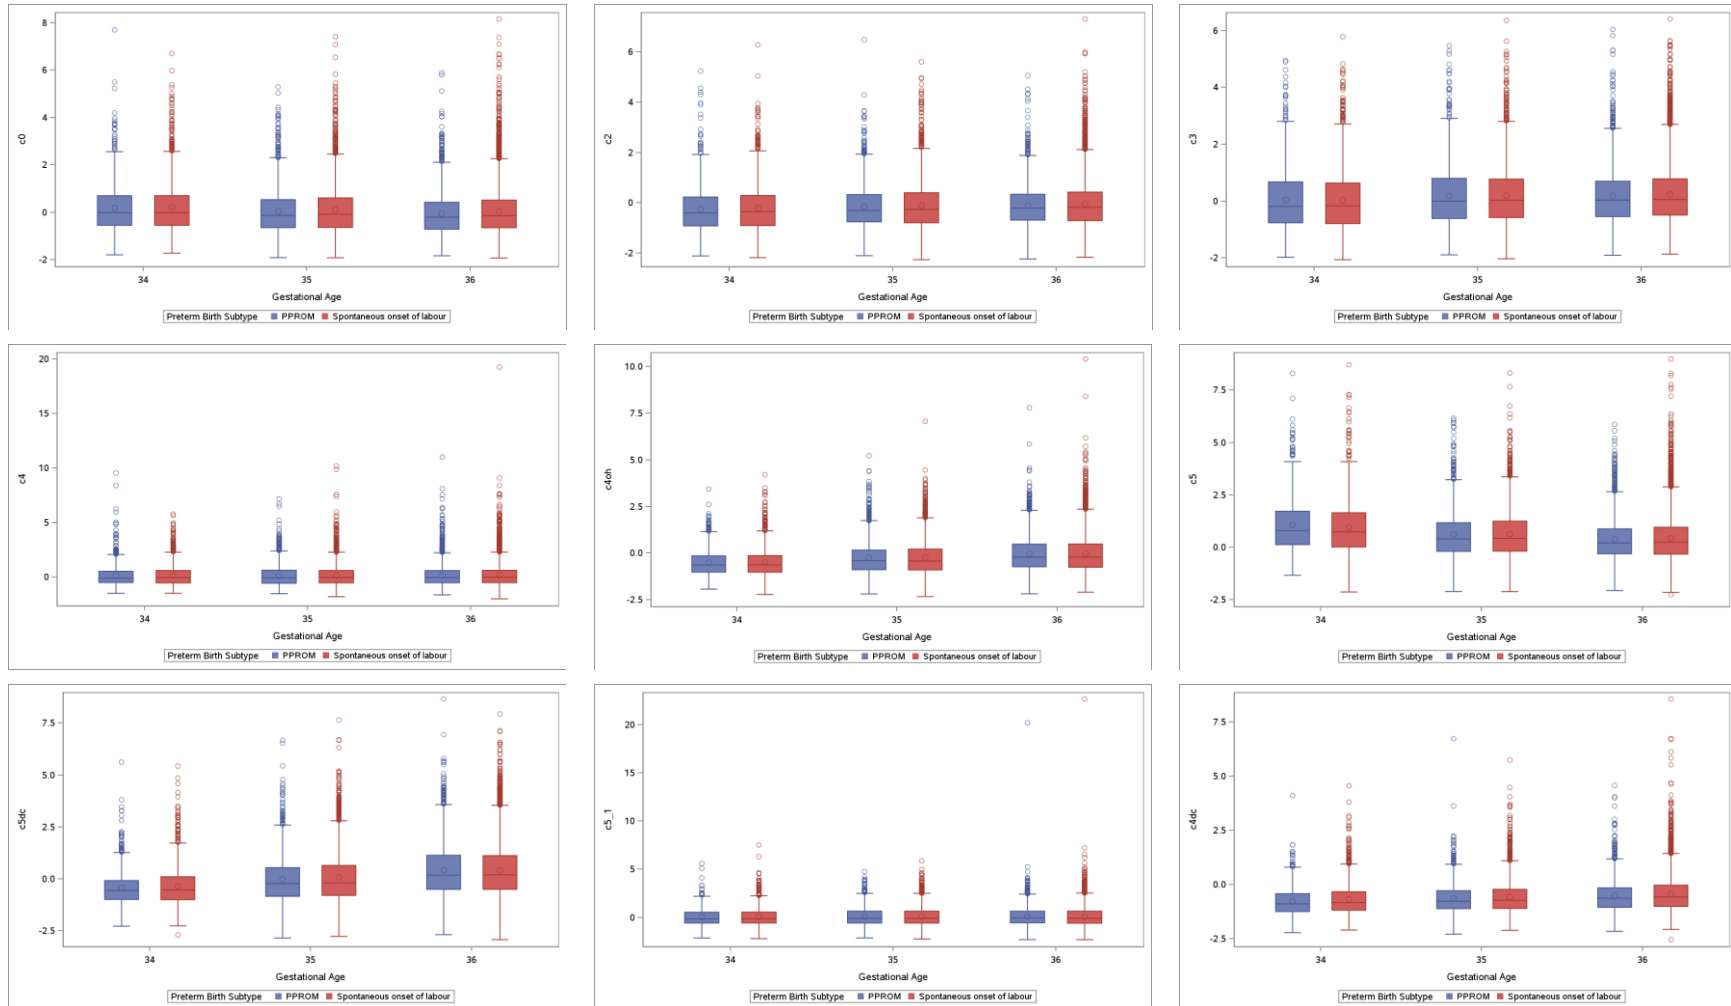 c0
8
6
4
2
0
-2
34
35
36
Gestational Age
Preterm Birth Subtype PPROM Spontaneous onset of labour
c2
6
4
2
0
-2
34
35
36
Gestational Age
Preterm Birth Subtype PPROM Spontaneous onset of labour
c3
6
4
2
0
-2
34
35
36
Gestational Age
Preterm Birth Subtype PPROM Spontaneous onset of labour
c4
20
15
10
5
0
34
35
36
Gestational Age
Preterm Birth Subtype PPROM Spontaneous onset of labour
c4oh
10.0
7.5
5.0
2.5
0.0
-2.5
34
35
36
Gestational Age
Preterm Birth Subtype PPROM Spontaneous onset of labour
c5
7.5
5.0
2.5
0.0
-2.5
34
35
36
Gestational Age
Preterm Birth Subtype PPROM Spontaneous onset of labour
c5dc
7.5
5.0
2.5
0.0
-2.5
34
35
36
Gestational Age
Preterm Birth Subtype PPROM Spontaneous onset of labour
c5_1
20
15
10
5
0
34
35
36
Gestational Age
Preterm Birth Subtype PPROM Spontaneous onset of labour
c4dc
7.5
5.0
2.5
0.0
-2.5
34
35
36
Gestational Age
Preterm Birth Subtype PPROM Spontaneous onset of labour